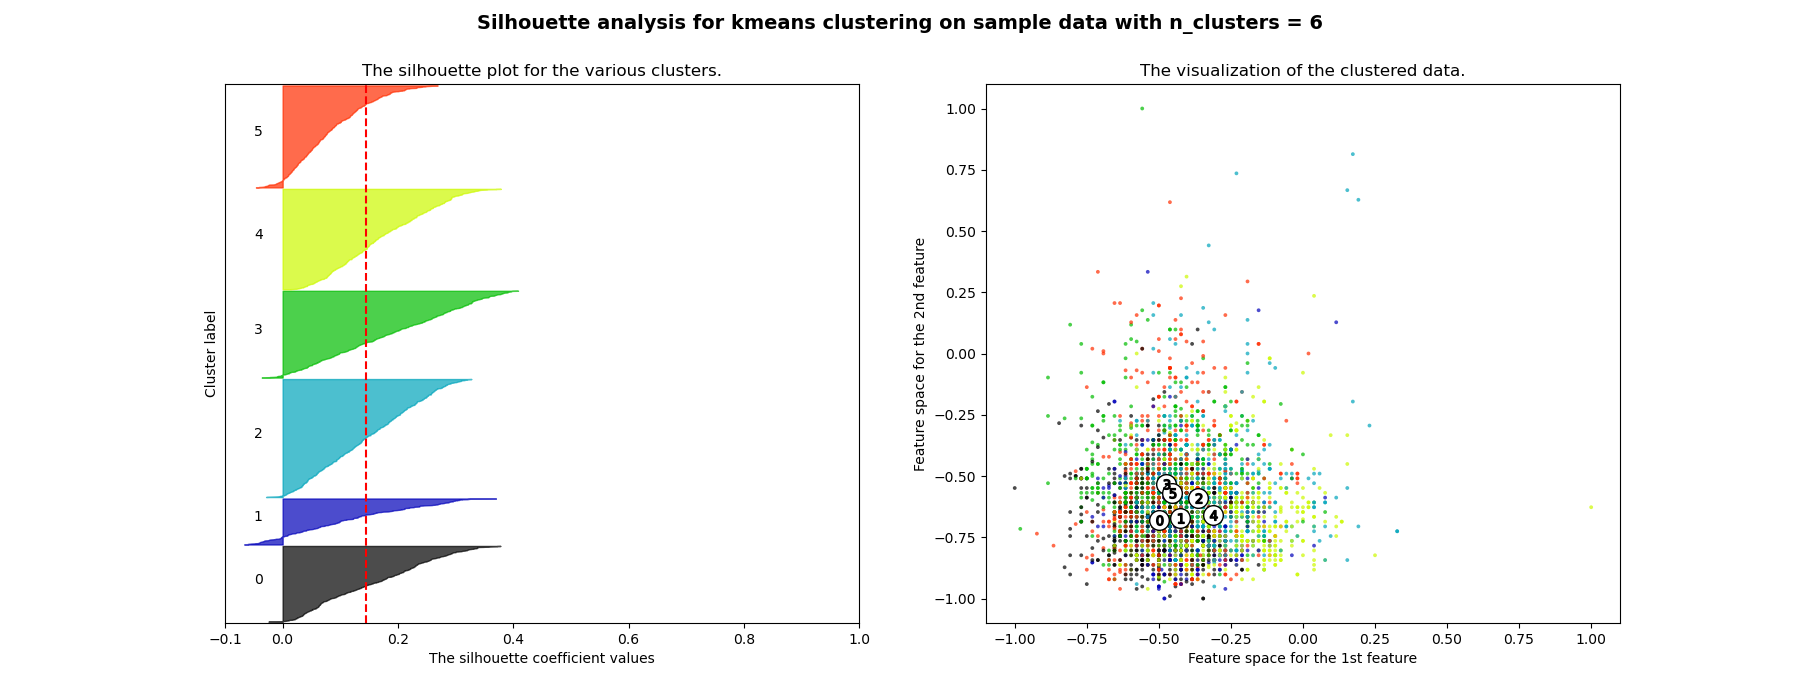 Silhouette analysis for kmeans clustering on sample data with n_clusters = 6
The silhouette plot for the various clusters.
5
4
3
2
1
0
Cluster label
−0.1 0.0 0.2 0.4 0.6 0.8 1.0
The silhouette coefficient values
The visualization of the clustered data.
1.00
0.75
0.50
0.25
0.00
−0.25
−0.50
−0.75
−1.00
Feature space for the 2nd feature
3
5
2
4
1
0
−1.00 −0.75 −0.50 −0.25 0.00 0.25 0.50 0.75 1.00
Feature space for the 1st feature